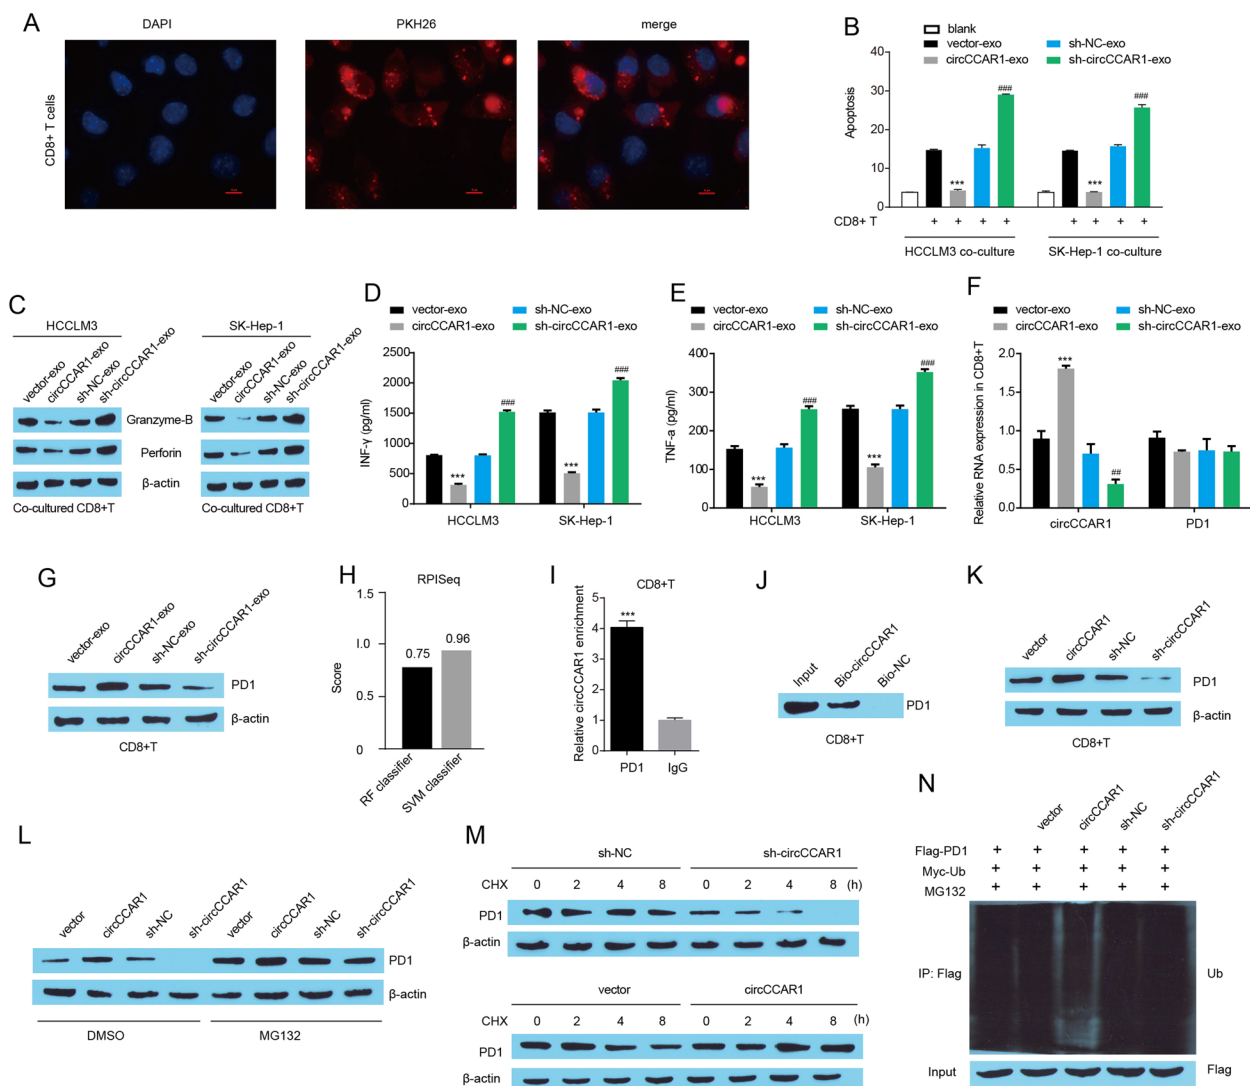 A
DAPI
PKH26
merge
CD8+ T cells
B
blank
vector-exo
sh-NC-exo
circCCAR1-exo
sh-circCCAR1-exo
Apoptosis
40
30
20
10
0
***
###
***
###
CD8+ T
+ + + + + + + +
HCCLM3 co-culture
SK-Hep-1 co-culture
C
HCCLM3
SK-Hep-1
vector-exo
circCCAR1-exo
sh-NC-exo
sh-circCCAR1-exo
vector-exo
circCCAR1-exo
sh-NC-exo
sh-circCCAR1-exo
Granzyme-B
Perforin
β-actin
Co-cultured CD8+T
Co-cultured CD8+T
D
vector-exo
sh-NC-exo
circCCAR1-exo
sh-circCCAR1-exo
INF-γ (pg/ml)
2500
2000
1500
1000
500
0
***
###
***
###
HCCLM3
SK-Hep-1
E
vector-exo
sh-NC-exo
circCCAR1-exo
sh-circCCAR1-exo
TNF-a (pg/ml)
400
300
200
100
0
***
###
***
###
HCCLM3
SK-Hep-1
F
vector-exo
sh-NC-exo
circCCAR1-exo
sh-circCCAR1-exo
Relative RNA expression in CD8+T
2.0
1.5
1.0
0.5
0.0
***
##
circCCAR1
PD1
G
vector-exo
circCCAR1-exo
sh-NC-exo
sh-circCCAR1-exo
PD1
β-actin
CD8+T
H
RPISeq
Score
1.5
1.0
0.5
0
0.75
0.96
RF classifier
SVM classifier
I
CD8+T
Relative circCCAR1 enrichment
5
4
3
2
1
0
***
PD1
IgG
J
Input
Bio-circCCAR1
Bio-NC
PD1
CD8+T
K
vector
circCCAR1
sh-NC
sh-circCCAR1
PD1
β-actin
CD8+T
L
vector
circCCAR1
sh-NC
sh-circCCAR1
vector
circCCAR1
sh-NC
sh-circCCAR1
PD1
β-actin
DMSO
MG132
M
sh-NC
sh-circCCAR1
CHX 0 2 4 8 0 2 4 8 (h)
PD1
β-actin
vector
circCCAR1
CHX 0 2 4 8 0 2 4 8 (h)
PD1
β-actin
N
vector
circCCAR1
sh-NC
sh-circCCAR1
Flag-PD1 + + + + +
Myc-Ub + + + + +
MG132 + + + + +
IP: Flag
Ub
Input
Flag